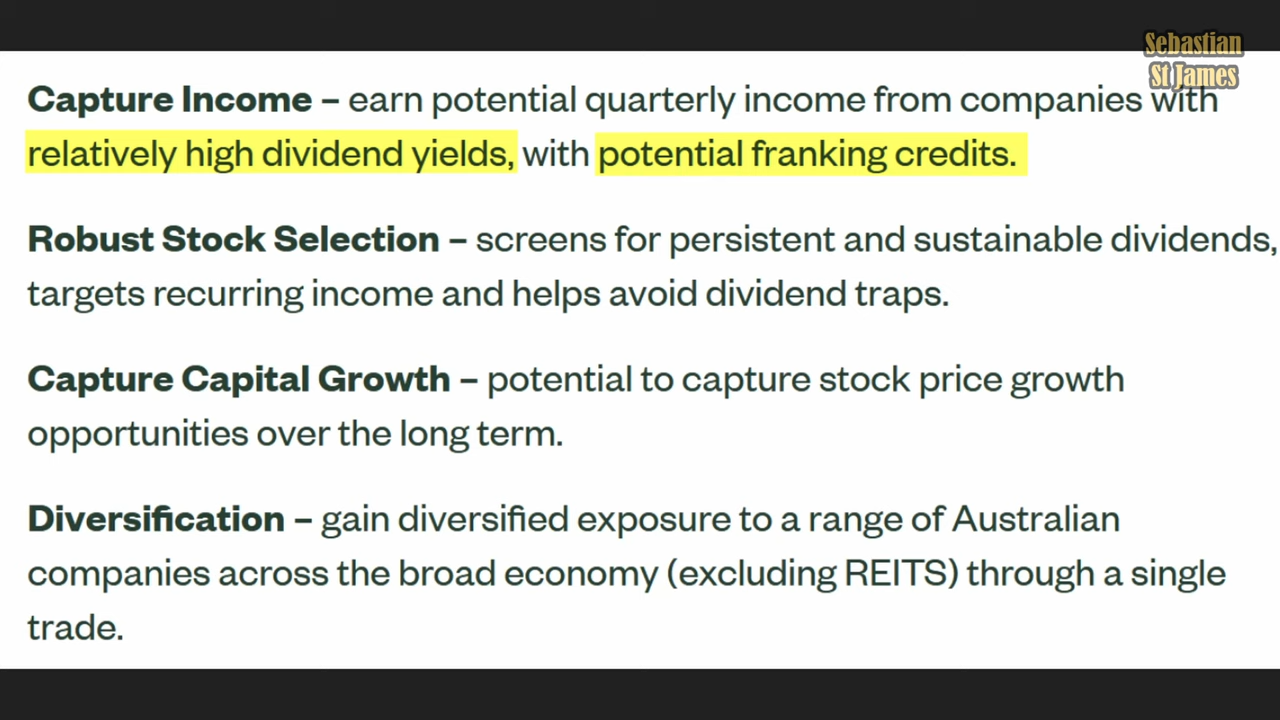 Sebastian
St James
Capture Income – earn potential quarterly income from companies with
relatively high dividend yields, with potential franking credits.
Robust Stock Selection – screens for persistent and sustainable dividends,
targets recurring income and helps avoid dividend traps.
Capture Capital Growth – potential to capture stock price growth
opportunities over the long term.
Diversification – gain diversified exposure to a range of Australian
companies across the broad economy (excluding REITS) through a single
trade.